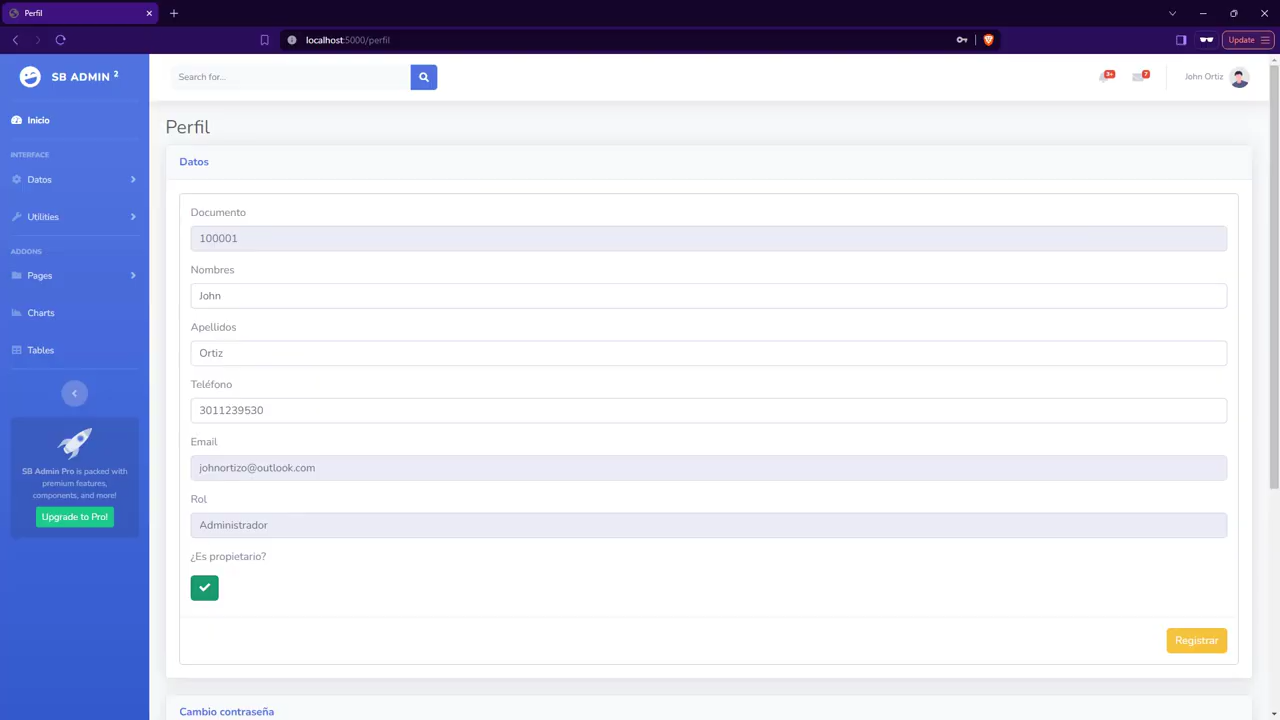 Perfil
localhost:5000/perfil
Update
SB ADMIN 2
Search for...
3+
7
John Ortiz
Inicio
INTERFACE
Datos
Utilities
ADDONS
Pages
Charts
Tables
SB Admin Pro is packed with
premium features,
components, and more!
Upgrade to Pro!
Perfil
Datos
Documento
100001
Nombres
John
Apellidos
Ortiz
Teléfono
3011239530
Email
johnortizo@outlook.com
Rol
Administrador
¿Es propietario?
Registrar
Cambio contraseña